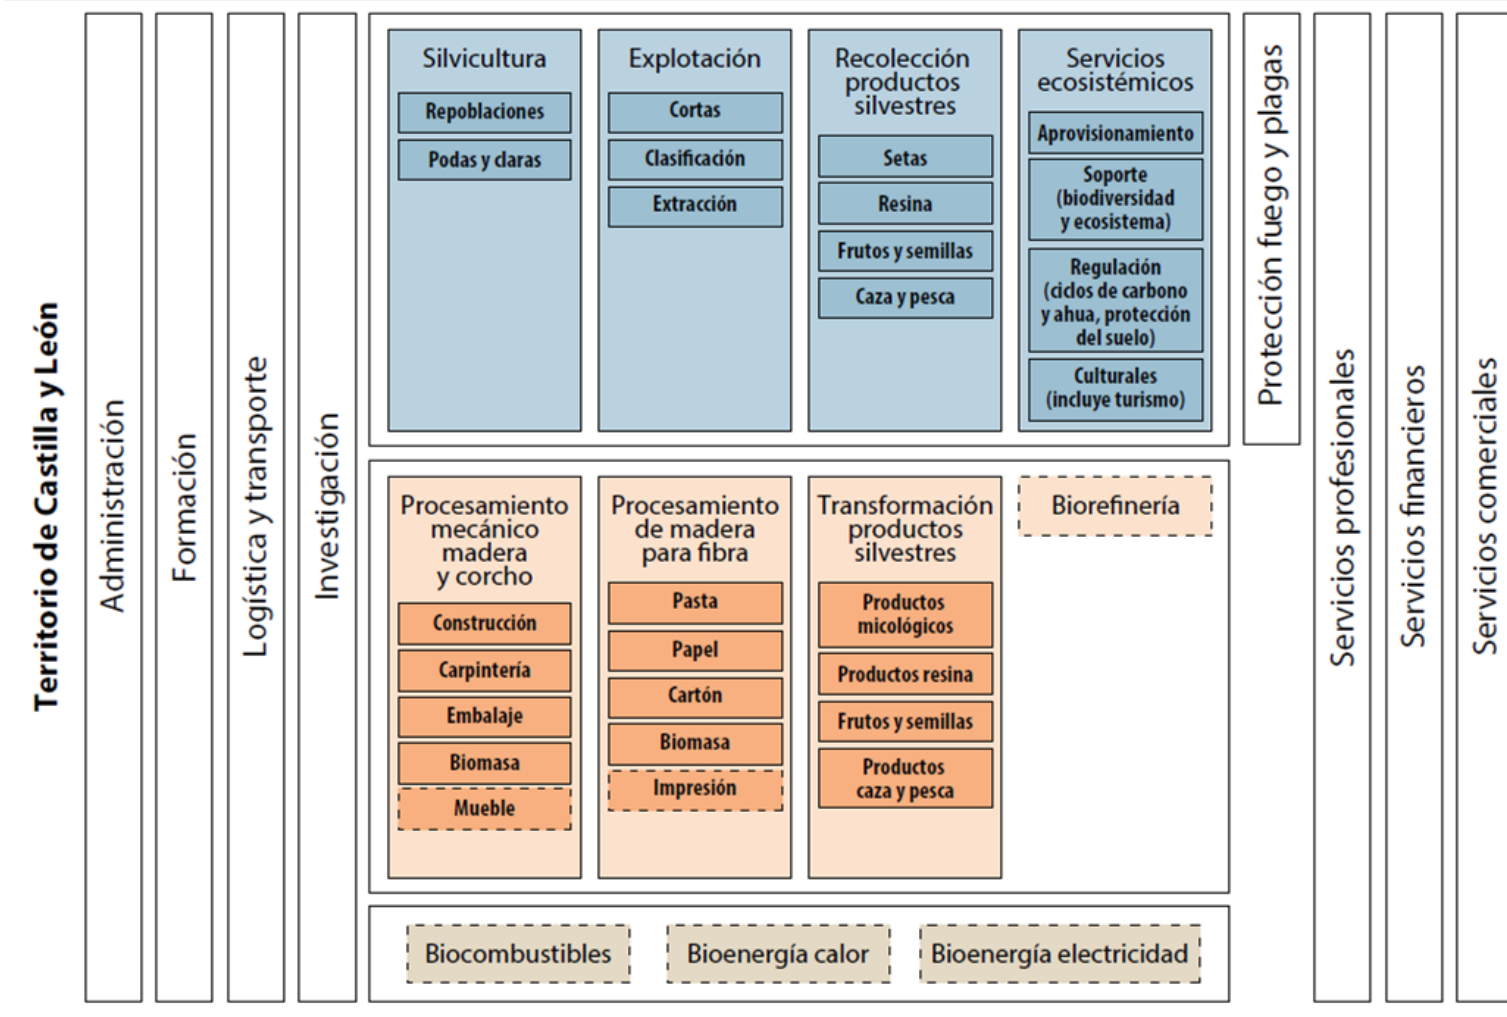 Territorio de Castilla y León
Administración
Formación
Logística y transporte
Investigación
Silvicultura
Repoblaciones
Podas y claras
Explotación
Cortas
Clasificación
Extracción
Recolección
productos
silvestres
Setas
Resina
Frutos y semillas
Caza y pesca
Servicios
ecosistémicos
Aprovisionamiento
Soporte
(biodiversidad
y ecosistema)
Regulación
(ciclos de carbono
y ahua, protección
del suelo)
Culturales
(incluye turismo)
Procesamiento
mecánico
madera
y corcho
Construcción
Carpintería
Embalaje
Biomasa
Mueble
Procesamiento
de madera
para fibra
Pasta
Papel
Cartón
Biomasa
Impresión
Transformación
productos
silvestres
Productos
micológicos
Productos resina
Frutos y semillas
Productos
caza y pesca
Biorefinería
Biocombustibles
Bioenergía calor
Bioenergía electricidad
Protección fuego y plagas
Servicios profesionales
Servicios financieros
Servicios comerciales